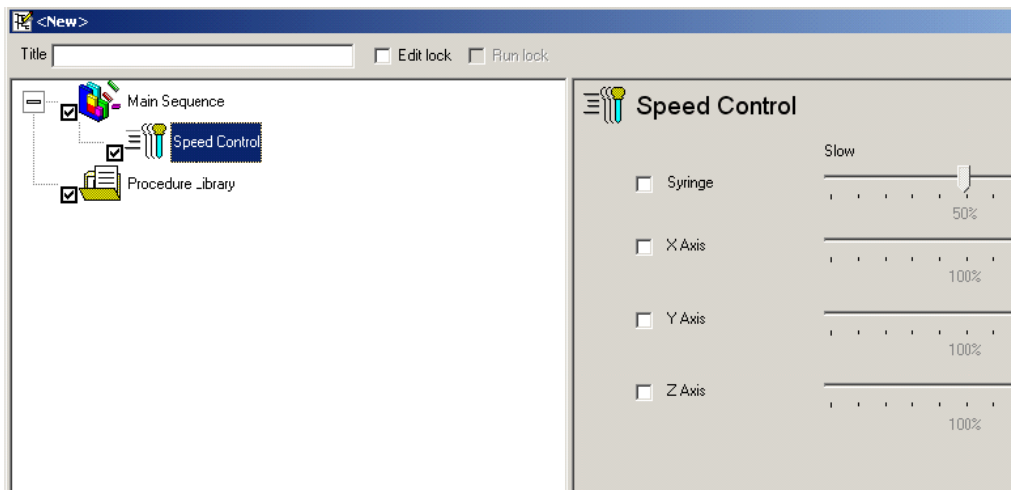 <New>
Title Edit lock Run lock
Main Sequence
Speed Control
Procedure Library
Speed Control
Slow
Syringe
50%
X Axis
100%
Y Axis
100%
Z Axis
100%